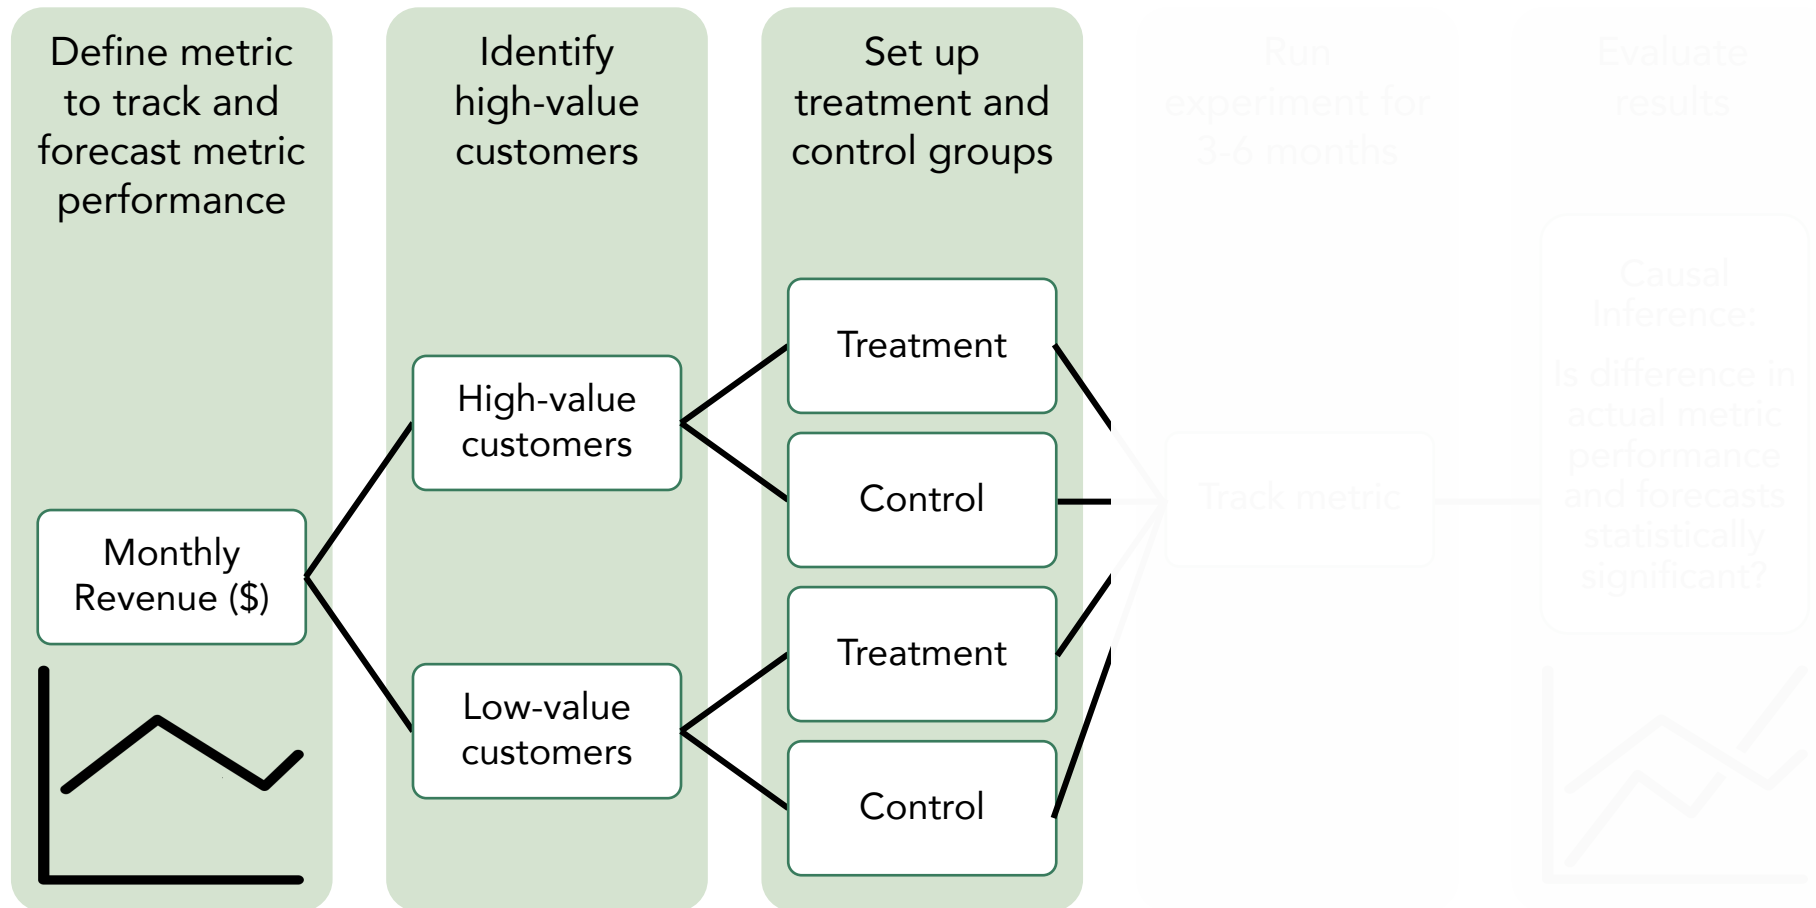 Define metric
to track and
forecast metric
performance
Identify
high-value
customers
Set up
treatment and
control groups
Run
experiment for
3-6 months
Evaluate
results
Monthly
Revenue ($)
High-value
customers
Low-value
customers
Treatment
Control
Treatment
Control
Track metric
Causal
Inference:
Is difference in
actual metric
performance
and forecasts
statistically
significant?